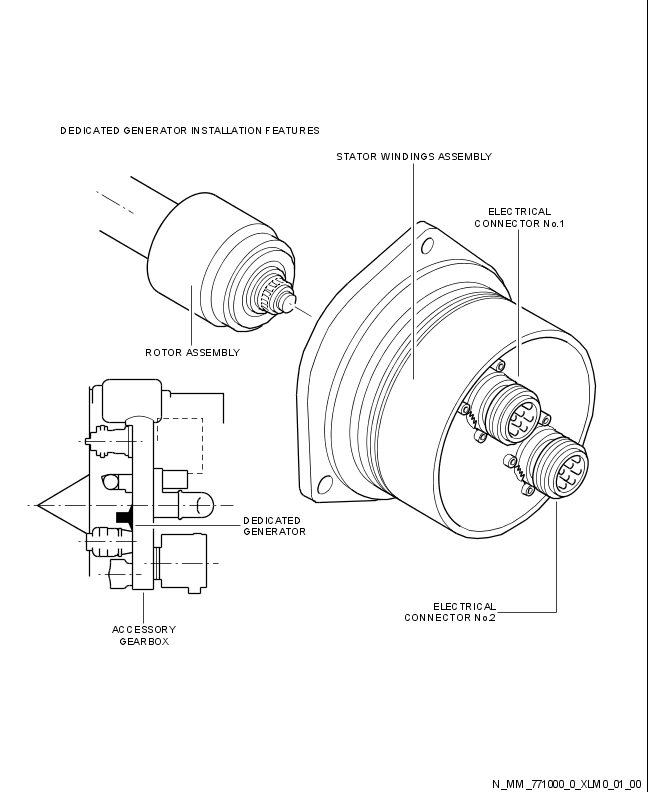 DEDICATED GENERATOR INSTALLATION FEATURES
STATOR WINDINGS ASSEMBLY
ELECTRICAL
CONNECTOR No.1
ROTOR ASSEMBLY
DEDICATED
GENERATOR
ELECTRICAL
CONNECTOR No.2
ACCESSORY
GEARBOX
N_MM_771000_0_XLM0_01_00